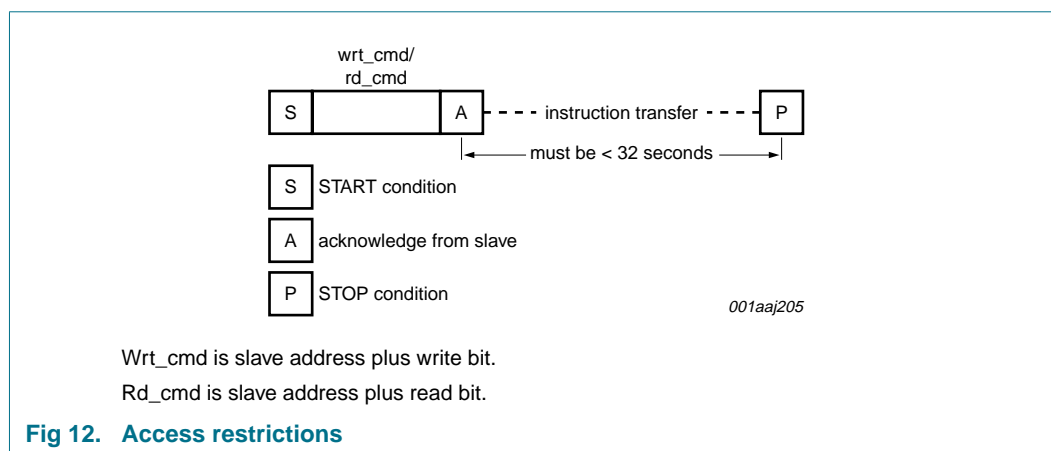 wrt_cmd/
rd_cmd
S A - - - - instruction transfer - - - - P
must be < 32 seconds
S START condition
A acknowledge from slave
P STOP condition
001aaj205
Wrt_cmd is slave address plus write bit.
Rd_cmd is slave address plus read bit.
Fig 12. Access restrictions